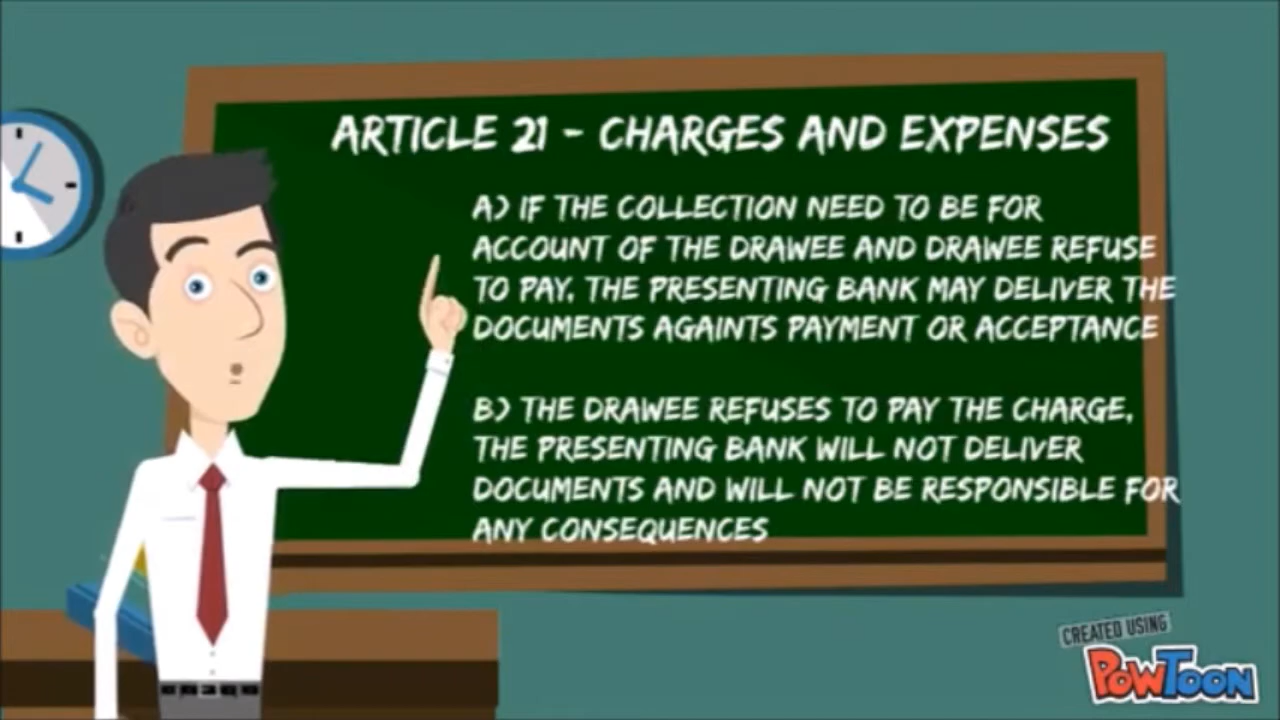 ARTICLE 21 - CHARGES AND EXPENSES
A) IF THE COLLECTION NEED TO BE FOR
ACCOUNT OF THE DRAWEE AND DRAWEE REFUSE
TO PAY, THE PRESENTING BANK MAY DELIVER THE
DOCUMENTS AGAINTS PAYMENT OR ACCEPTANCE
B) THE DRAWEE REFUSES TO PAY THE CHARGE,
THE PRESENTING BANK WILL NOT DELIVER
DOCUMENTS AND WILL NOT BE RESPONSIBLE FOR
ANY CONSEQUENCES
CREATED USING
POWTOON